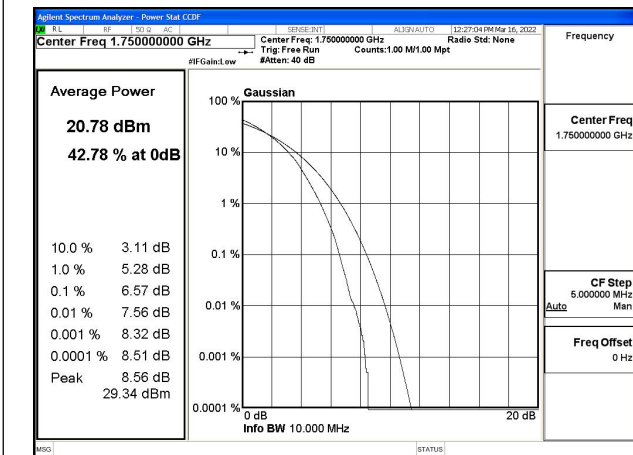 Agilent Spectrum Analyzer - Power Stat CCDF
RL RF 50 Ω AC SENSE:INT ALIGN AUTO 12:27:04 PM Mar 16, 2022
Center Freq 1.750000000 GHz
Center Freq: 1.750000000 GHz Radio Std: None
Trig: Free Run Counts:1.00 M/1.00 Mpt
#IFGain:Low #Atten: 40 dB
Frequency
Average Power
20.78 dBm
42.78 % at 0dB
10.0 % 3.11 dB
1.0 % 5.28 dB
0.1 % 6.57 dB
0.01 % 7.56 dB
0.001 % 8.32 dB
0.0001 % 8.51 dB
Peak 8.56 dB
29.34 dBm
Gaussian
100 %
10 %
1 %
0.1 %
0.01 %
0.001 %
0.0001 %
0 dB 20 dB
Info BW 10.000 MHz
Center Freq
1.750000000 GHz
CF Step
5.000000 MHz
Auto Man
Freq Offset
0 Hz
MSG STATUS